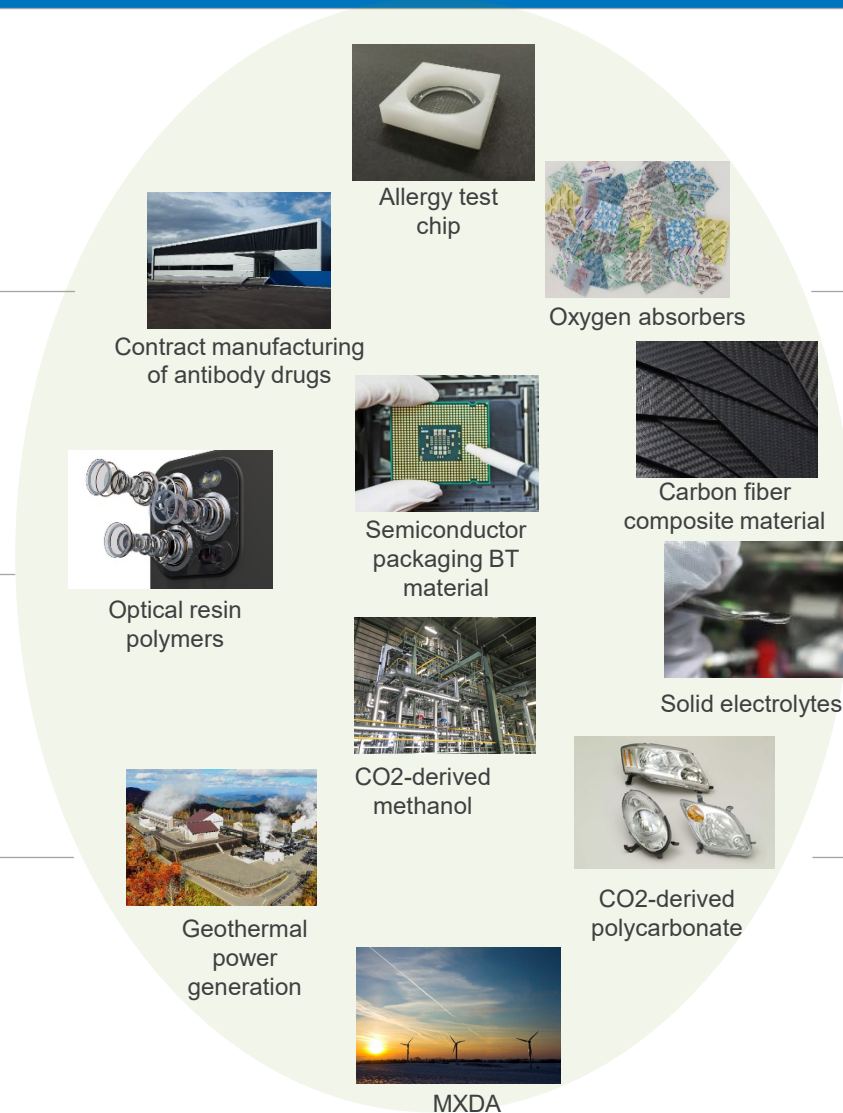 Allergy test
chip
Oxygen absorbers
Contract manufacturing
of antibody drugs
Carbon fiber
composite material
Semiconductor
packaging BT
material
Optical resin
polymers
Solid electrolytes
CO2-derived
methanol
CO2-derived
polycarbonate
Geothermal
power
generation
MXDA